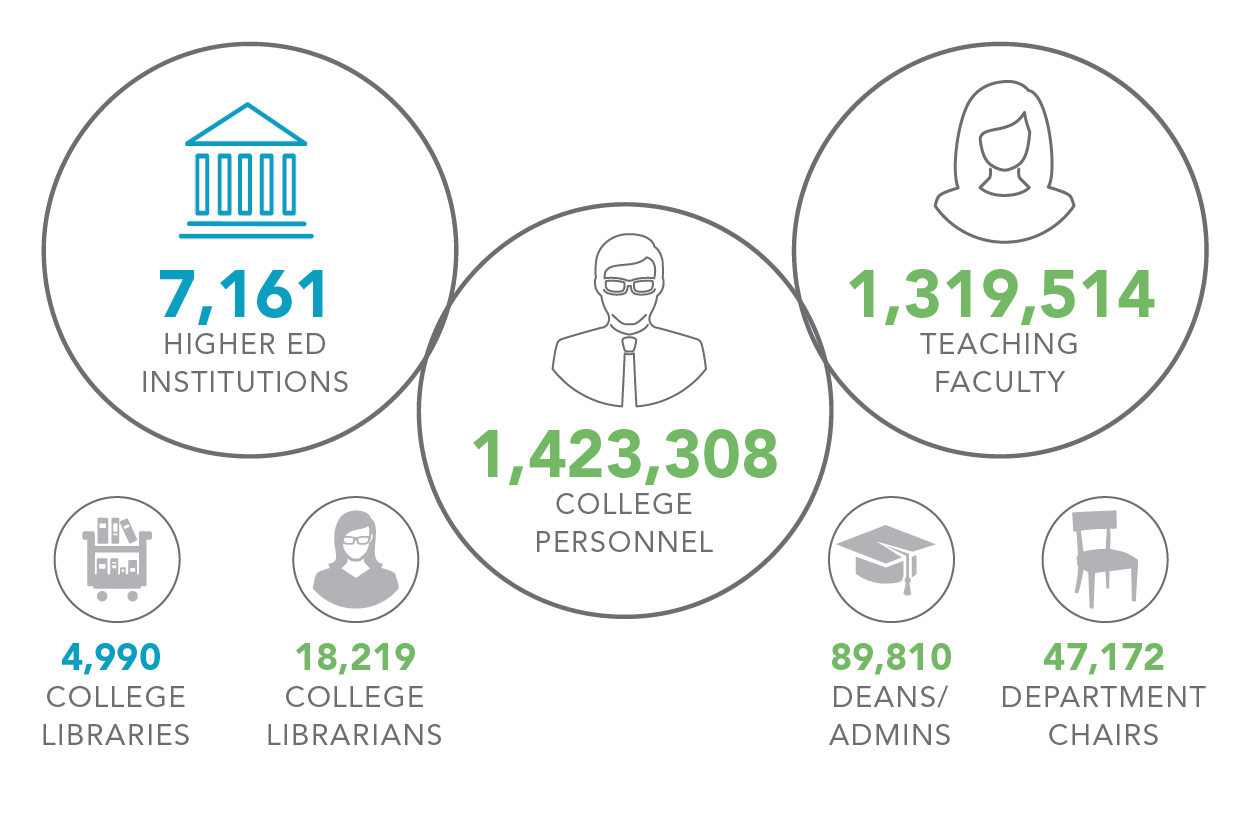 7,161
HIGHER ED
INSTITUTIONS
1,423,308
COLLEGE
PERSONNEL
1,319,514
TEACHING
FACULTY
4,990
COLLEGE
LIBRARIES
18,219
COLLEGE
LIBRARIANS
89,810
DEANS/
ADMINS
47,172
DEPARTMENT
CHAIRS